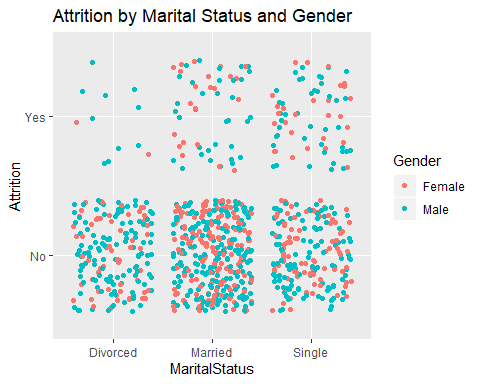 Attrition by Marital Status and Gender
Yes
No
Attrition
Divorced
Married
Single
MaritalStatus
Gender
Female
Male